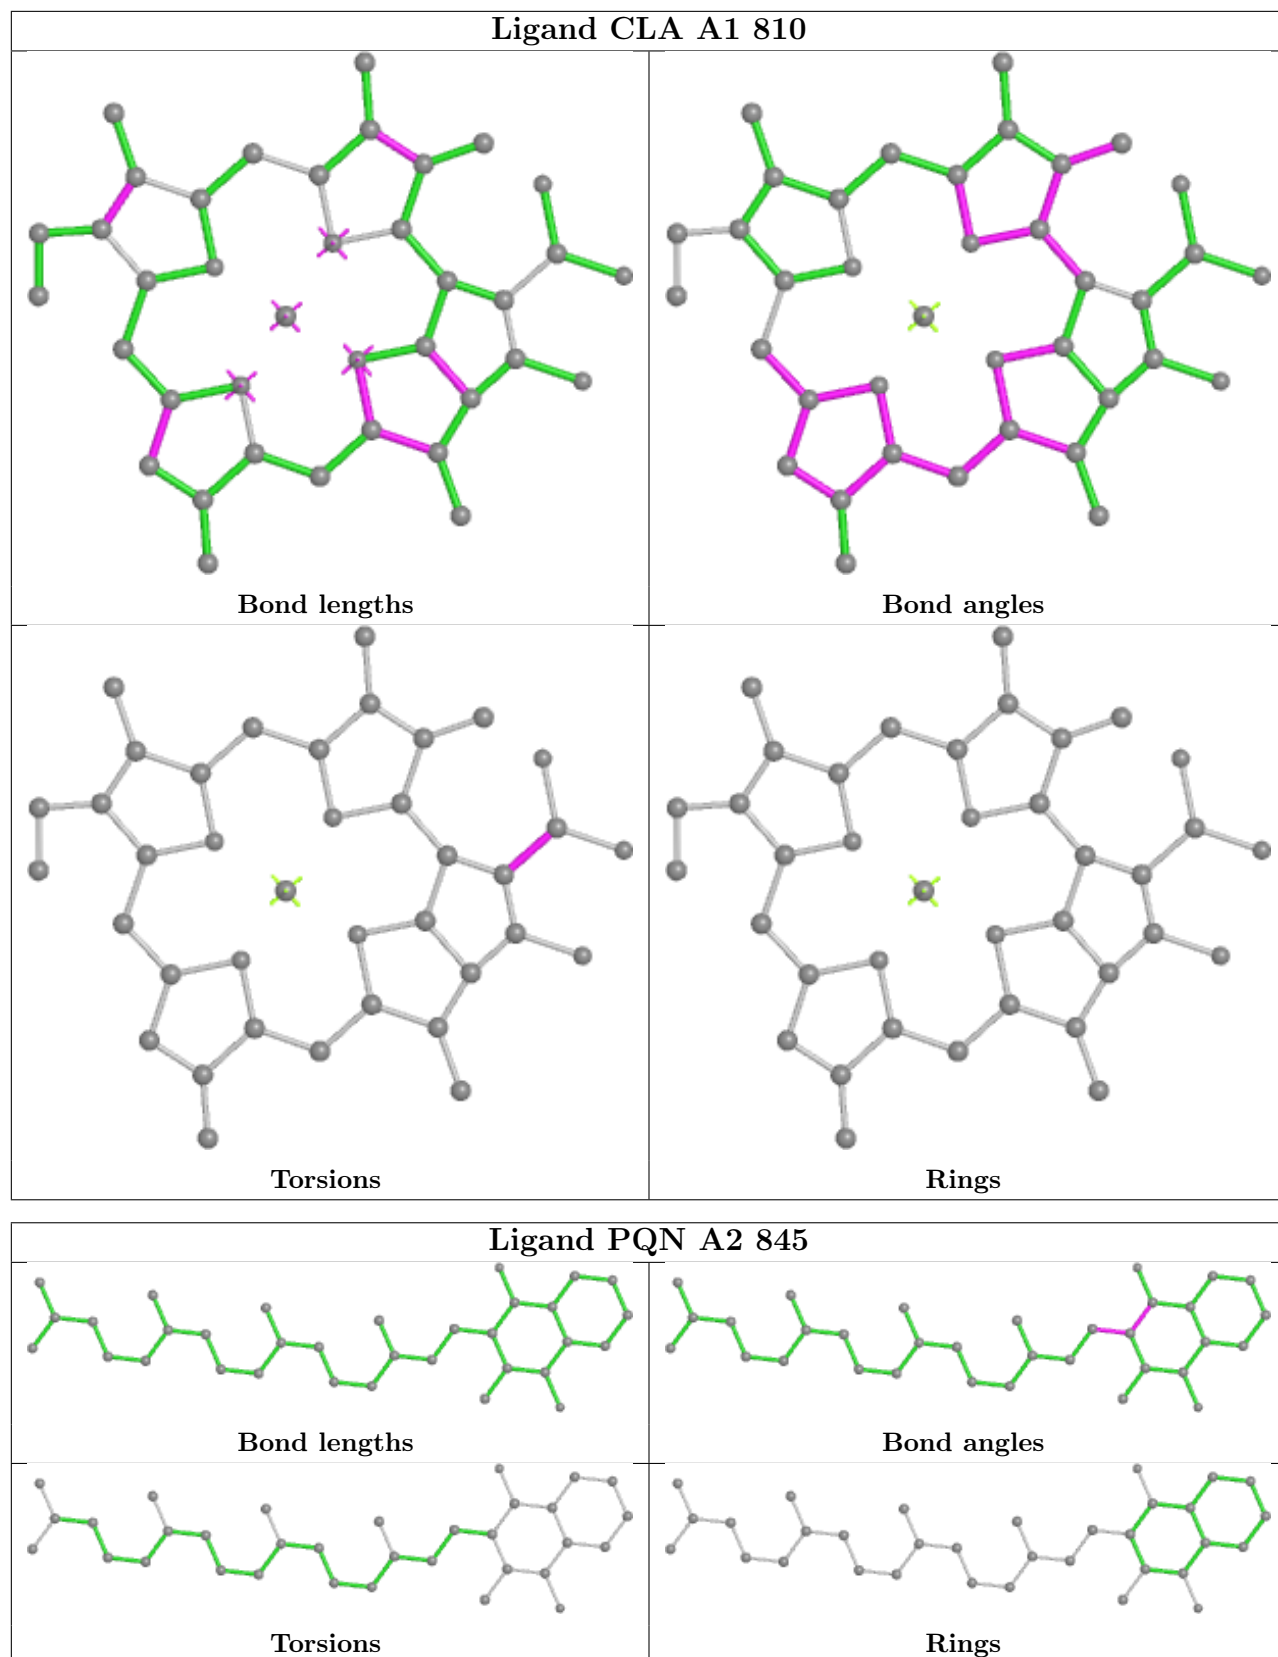 Ligand CLA A1 810
Bond lengths
Bond angles
Torsions
Rings
Ligand PQN A2 845
Bond lengths
Bond angles
Torsions
Rings